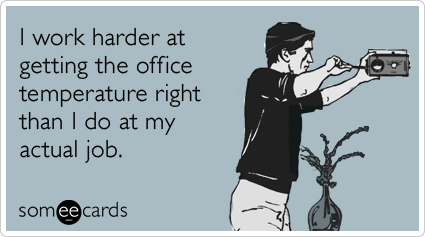 I work harder at
getting the office
temperature right
than I do at my
actual job.
someecards